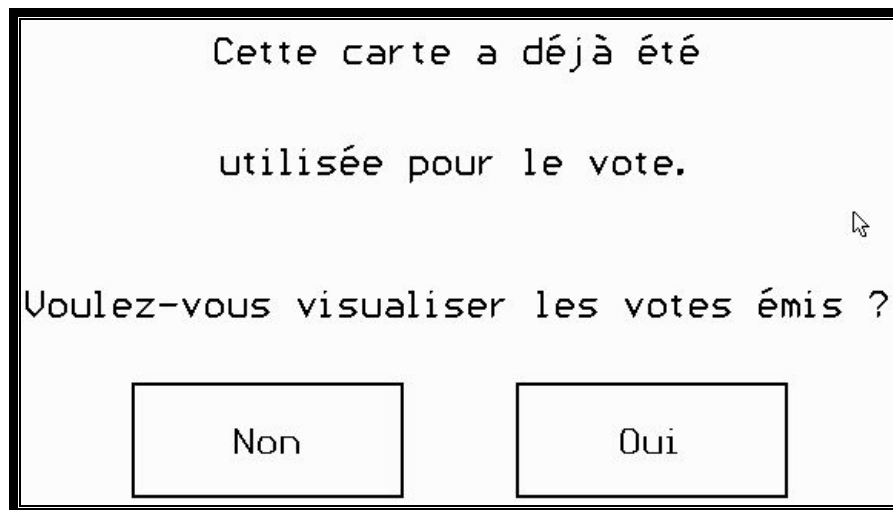 Cette carte a déjà été
utilisée pour le vote.
Voulez-vous visualiser les votes émis ?
Non
Oui